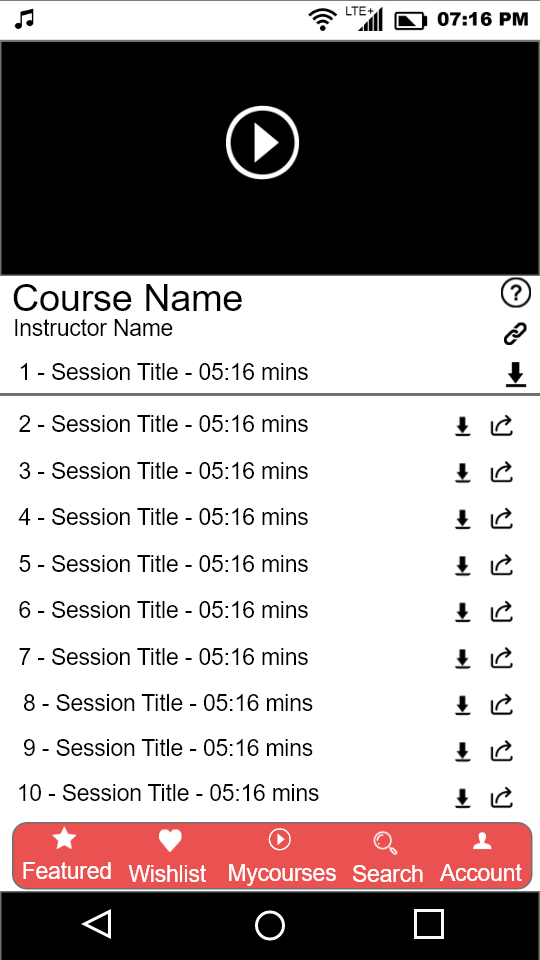 LTE+ 07:16 PM
Course Name
?
Instructor Name
1 - Session Title - 05:16 mins
2 - Session Title - 05:16 mins
3 - Session Title - 05:16 mins
4 - Session Title - 05:16 mins
5 - Session Title - 05:16 mins
6 - Session Title - 05:16 mins
7 - Session Title - 05:16 mins
8 - Session Title - 05:16 mins
9 - Session Title - 05:16 mins
10 - Session Title - 05:16 mins
Featured Wishlist Mycourses Search Account